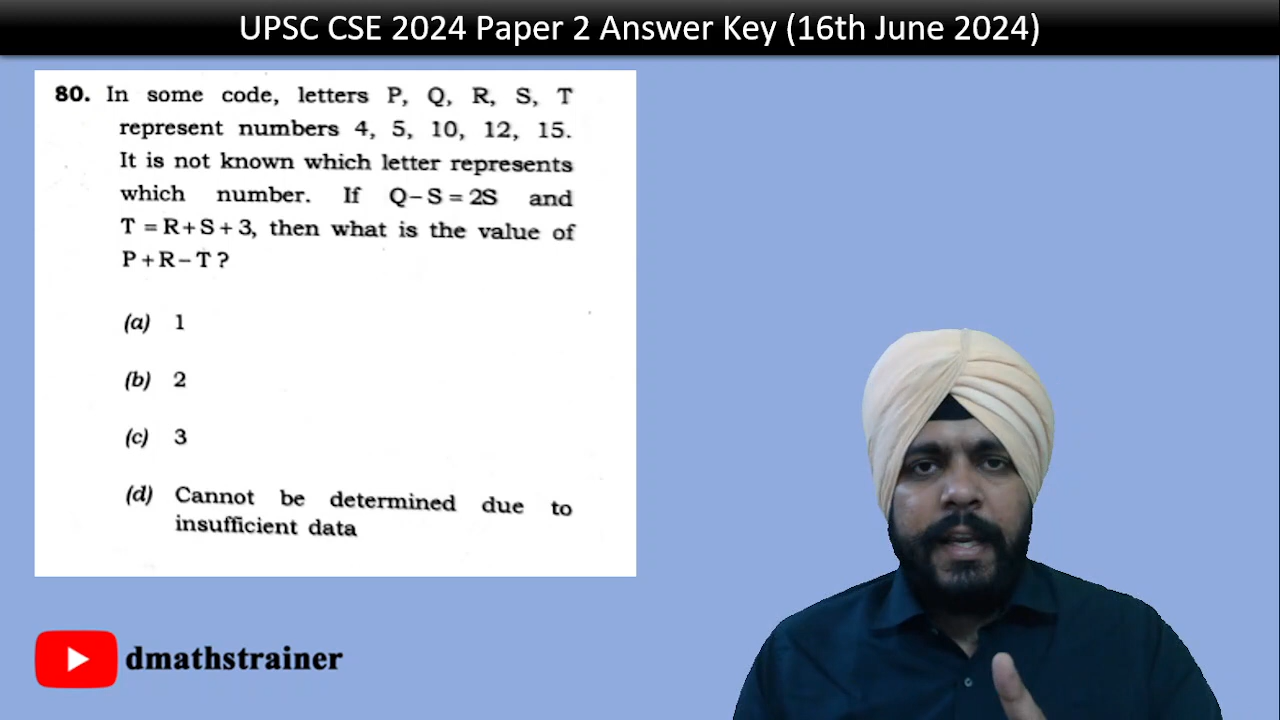 UPSC CSE 2024 Paper 2 Answer Key (16th June 2024)
80. In some code, letters P, Q, R, S, T
represent numbers 4, 5, 10, 12, 15.
It is not known which letter represents
which number. If Q-S=2S and
T=R+S+3, then what is the value of
P+R-T?
(a) 1
(b) 2
(c) 3
(d) Cannot be determined due to
insufficient data
dmathstrainer